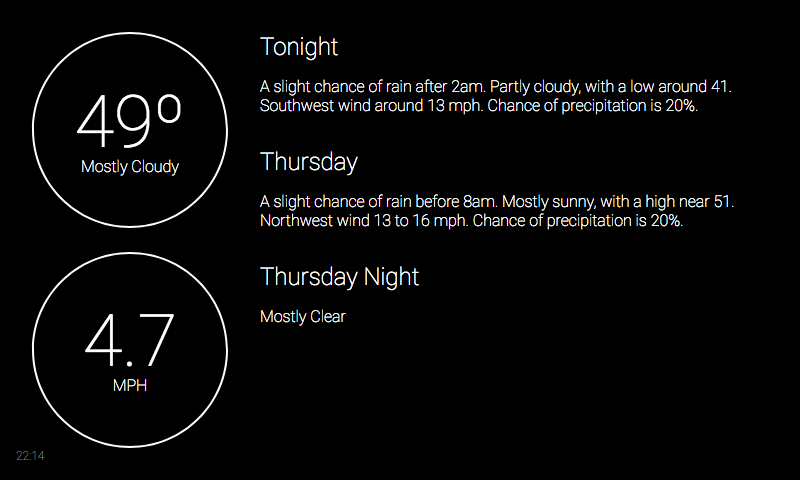 49º
Mostly Cloudy
4.7
MPH
22:14
Tonight
A slight chance of rain after 2am. Partly cloudy, with a low around 41.
Southwest wind around 13 mph. Chance of precipitation is 20%.
Thursday
A slight chance of rain before 8am. Mostly sunny, with a high near 51.
Northwest wind 13 to 16 mph. Chance of precipitation is 20%.
Thursday Night
Mostly Clear